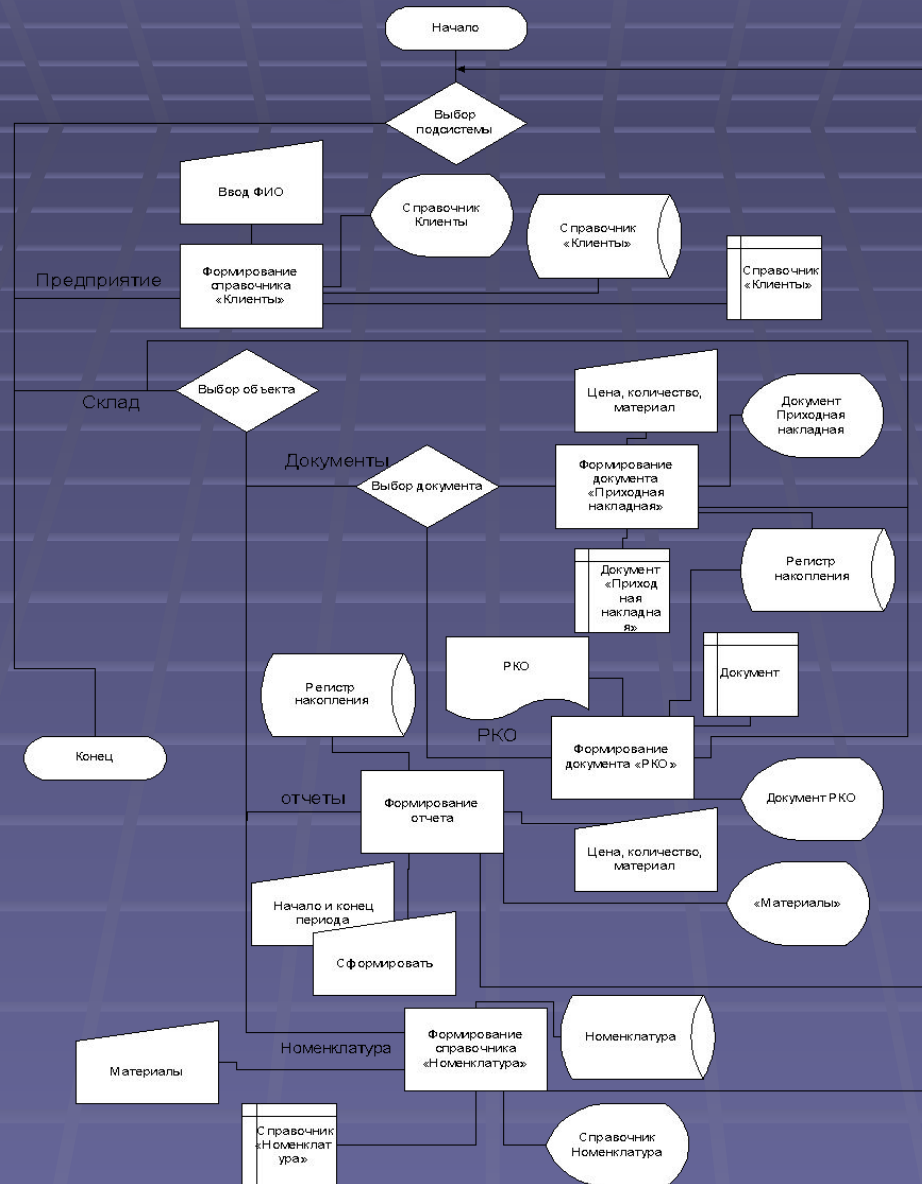 Начало
Выбор
подсистемы
Ввод ФИО
Справочник
Клиенты
Справочник
«Клиенты»
Справочник
«Клиенты»
Формирование
справочника
«Клиенты»
Предприятие
Выбор объекта
Склад
Цена, количество,
материал
Документ
Приходная
накладная
Документы
Выбор документа
Формирование
документа
«Приходная
накладная»
Регистр
накопления
Документ
«Приход
ная
накладна
я»
РКО
Документ
Регистр
накопления
РКО
Формирование
документа «РКО»
Конец
Документ РКО
отчеты
Формирование
отчета
Цена, количество,
материал
«Материалы»
Начало и конец
периода
Сформировать
Номенклатура
Формирование
справочника
«Номенклатура»
Номенклатура
Материалы
Справочник
«Номенклат
ура»
Справочник
Номенклатура